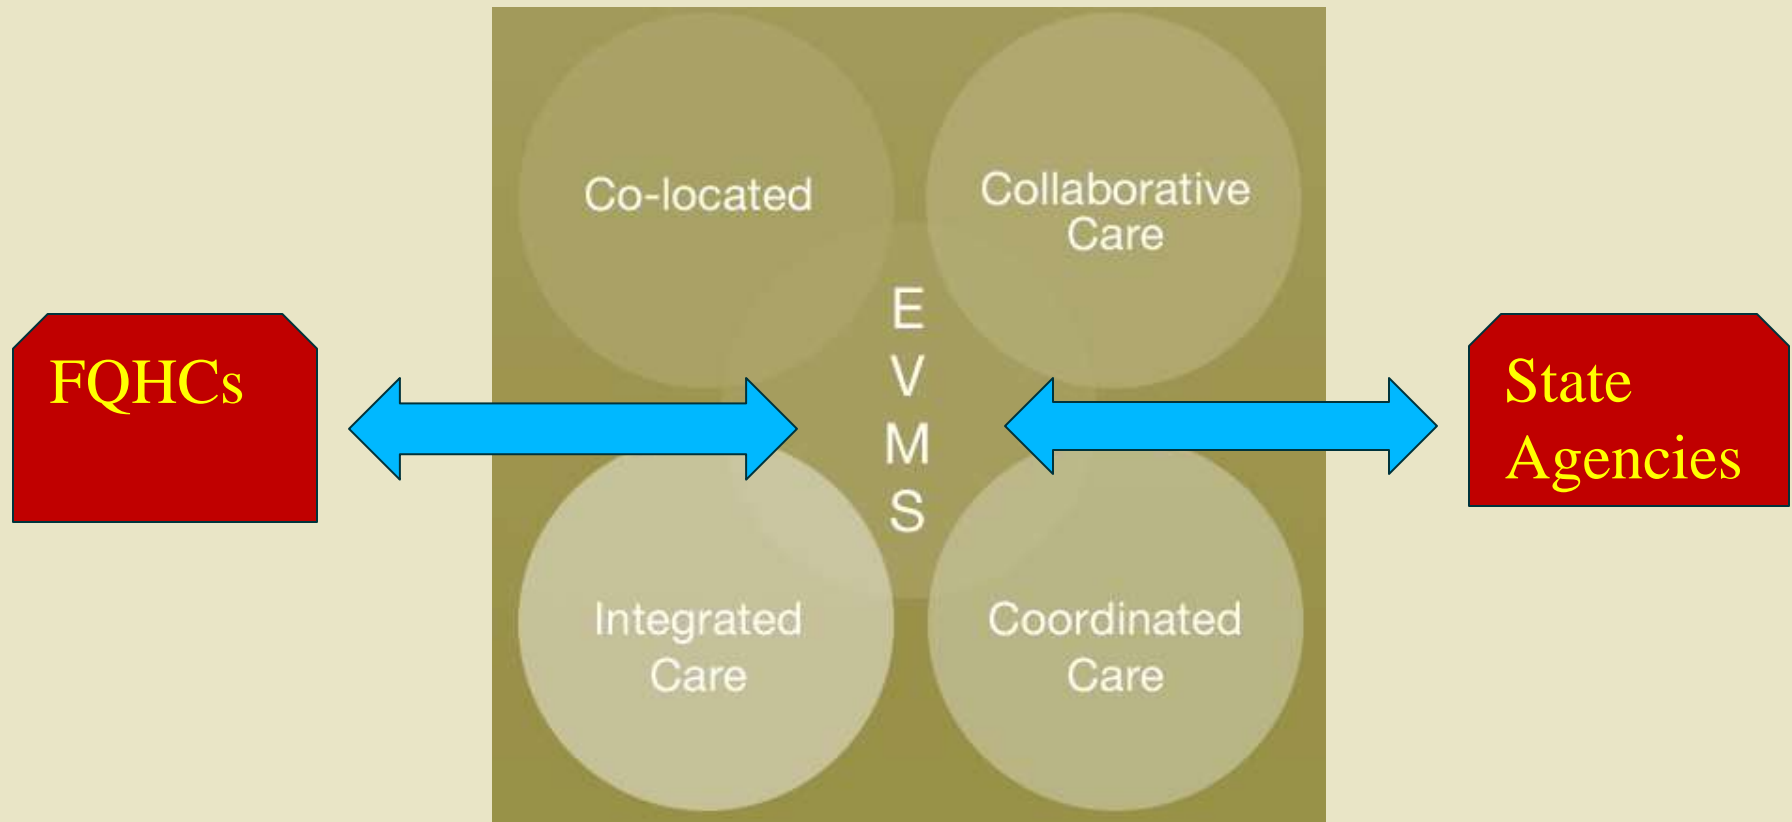 Co-located
Collaborative
Care
E
V
M
S
FQHCs
State
Agencies
Integrated
Care
Coordinated
Care